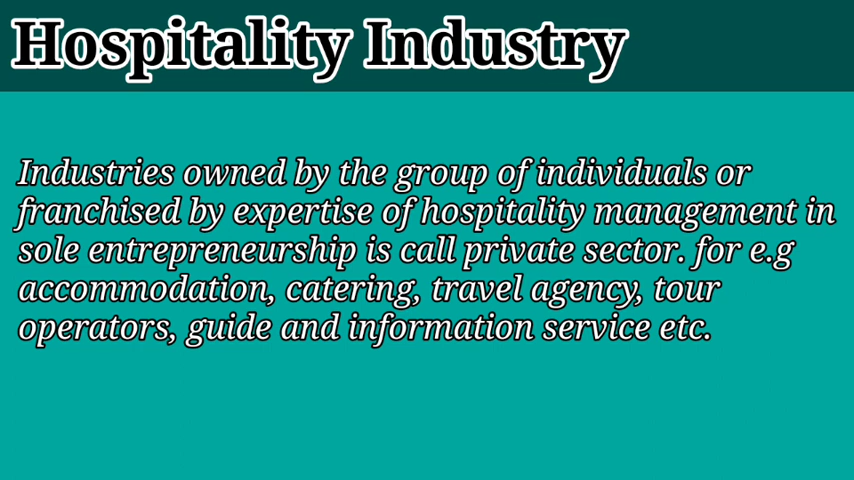 Hospitality Industry
Industries owned by the group of individuals or
franchised by expertise of hospitality management in
sole entrepreneurship is call private sector. for e.g
accommodation, catering, travel agency, tour
operators, guide and information service etc.